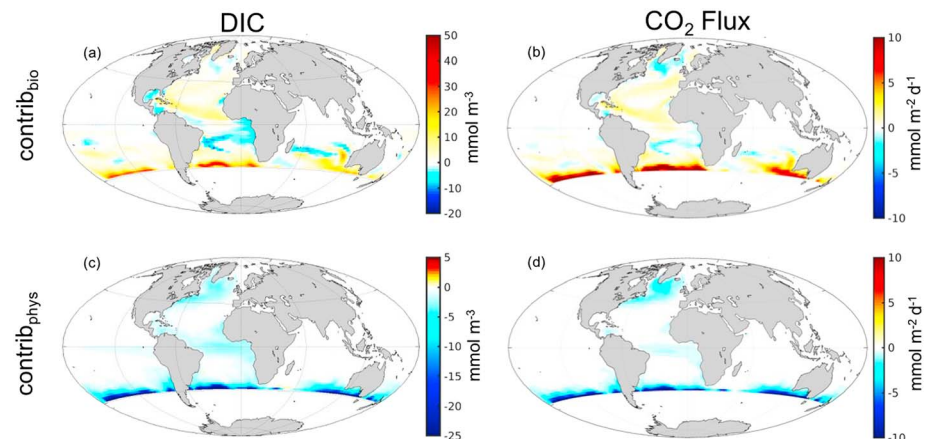 DIC
CO₂ Flux
contrib_bio
(a)
50
40
30
20
10
0
-10
-20
mmol m⁻³
(b)
10
5
0
-5
-10
mmol m⁻² d⁻¹
contrib_phys
(c)
5
0
-5
-10
-15
-20
-25
mmol m⁻³
(d)
10
5
0
-5
-10
mmol m⁻² d⁻¹